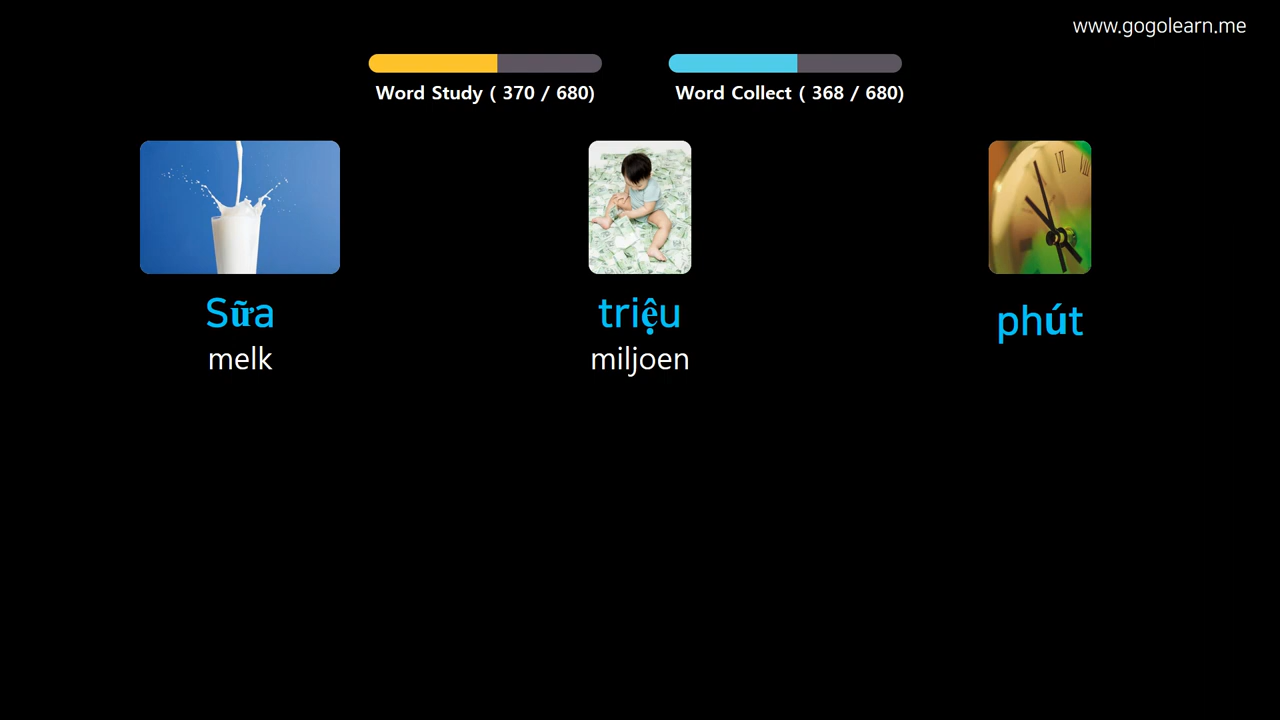 www.gogolearn.me
Word Study ( 370 / 680)
Word Collect ( 368 / 680)
Sữa
triệu
phút
melk
miljoen